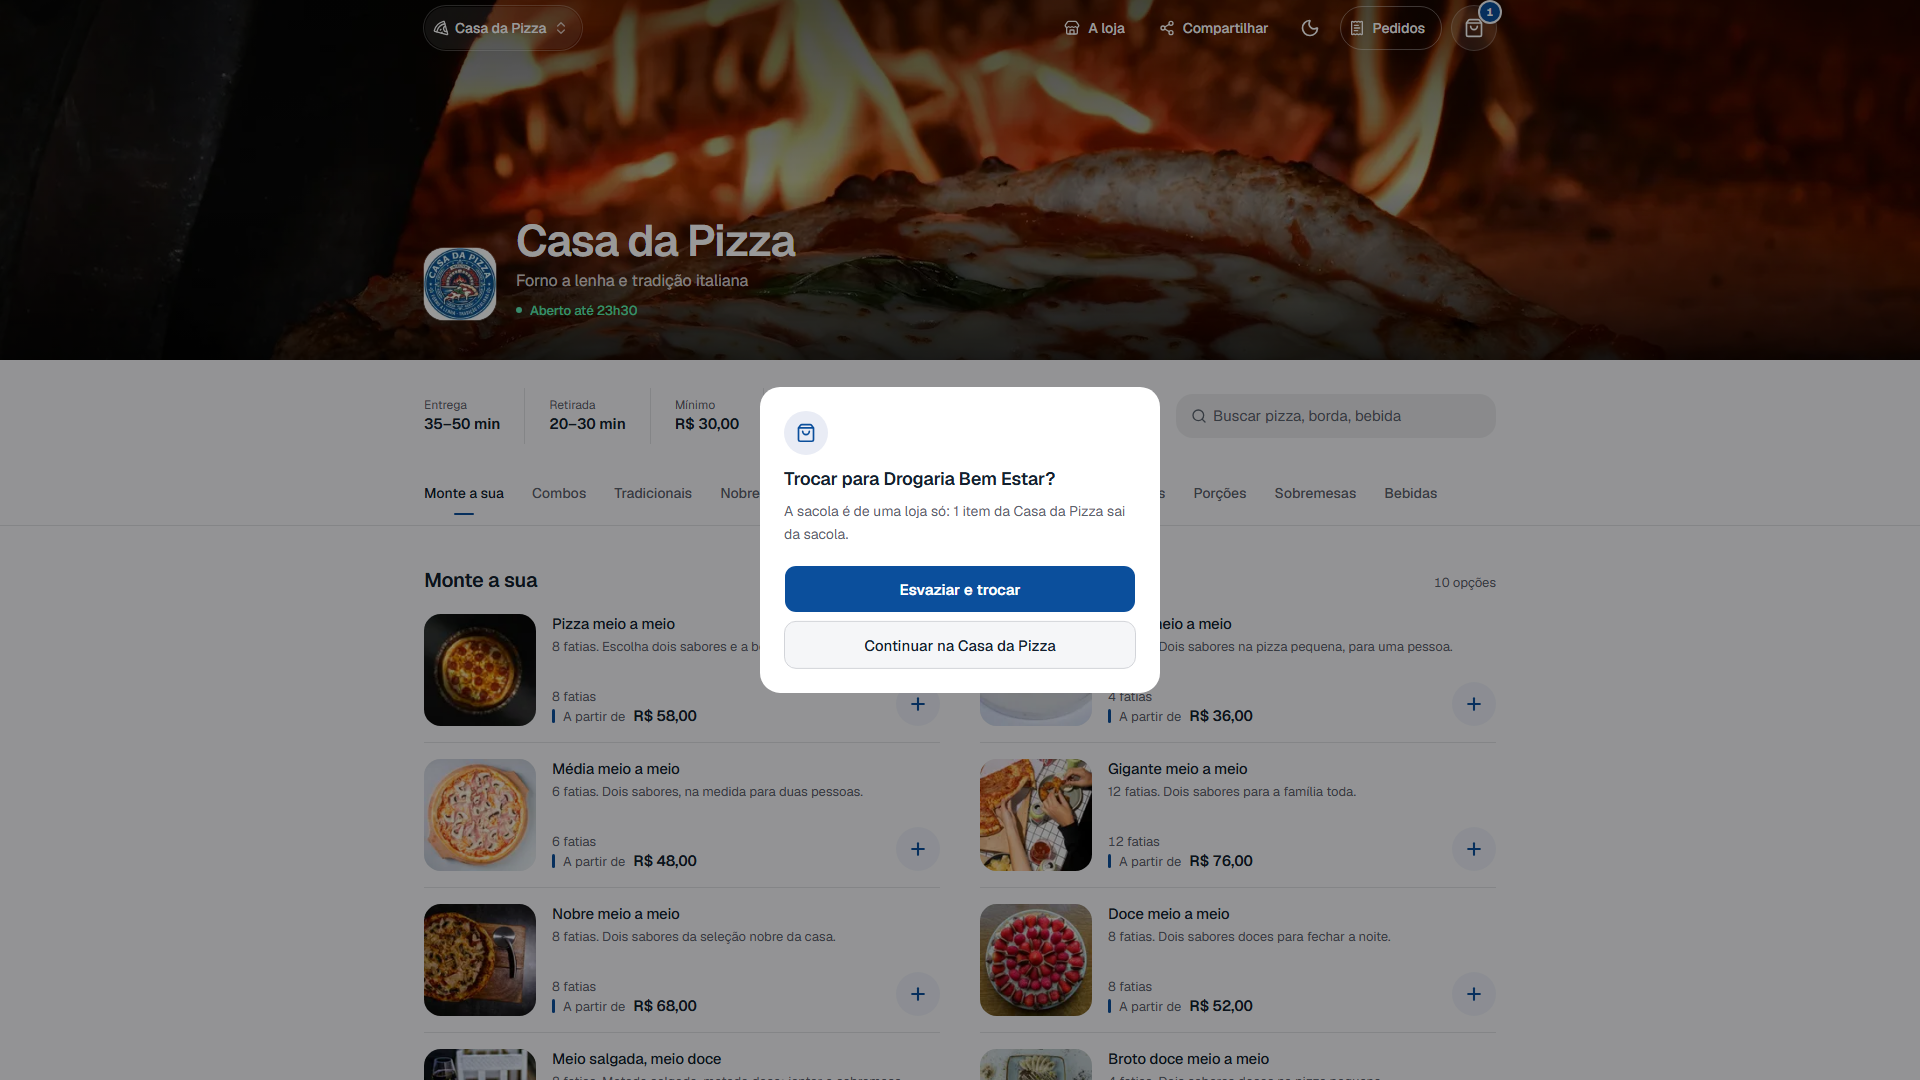 Casa da Pizza
A loja
Compartilhar
Pedidos
1
CASA DA PIZZA
Casa da Pizza
Forno a lenha e tradição italiana
Aberto até 23h30
Entrega
35–50 min
Retirada
20–30 min
Mínimo
R$ 30,00
Buscar pizza, borda, bebida
Monte a sua
Combos
Tradicionais
Nobre
s
Porções
Sobremesas
Bebidas
Trocar para Drogaria Bem Estar?
A sacola é de uma loja só: 1 item da Casa da Pizza sai
da sacola.
Esvaziar e trocar
Continuar na Casa da Pizza
Monte a sua
10 opções
Pizza meio a meio
8 fatias. Escolha dois sabores e a b
8 fatias
A partir de R$ 58,00
eio a meio
Dois sabores na pizza pequena, para uma pessoa.
4 fatias
A partir de R$ 36,00
Média meio a meio
6 fatias. Dois sabores, na medida para duas pessoas.
6 fatias
A partir de R$ 48,00
Gigante meio a meio
12 fatias. Dois sabores para a família toda.
12 fatias
A partir de R$ 76,00
Nobre meio a meio
8 fatias. Dois sabores da seleção nobre da casa.
8 fatias
A partir de R$ 68,00
Doce meio a meio
8 fatias. Dois sabores doces para fechar a noite.
8 fatias
A partir de R$ 52,00
Meio salgada, meio doce
Broto doce meio a meio